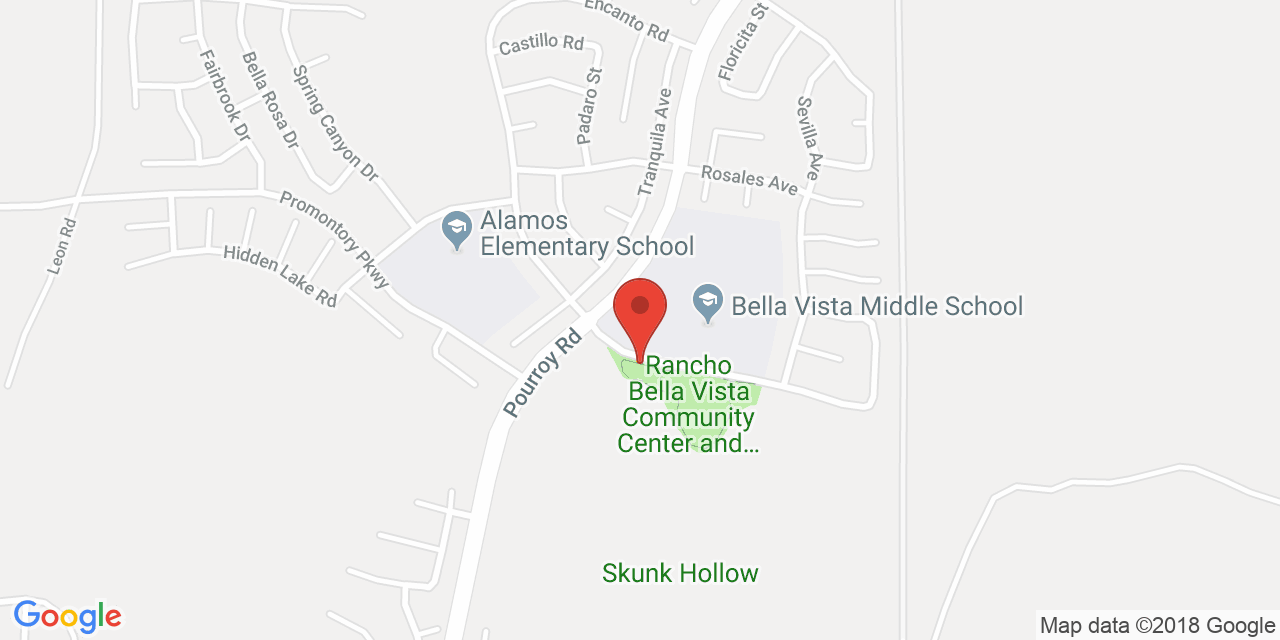 Encanto Rd
Castillo Rd
Floricita St
Fairbrook Dr
Bella Rosa Dr
Spring Canyon Dr
Padaro St
Tranquila Ave
Sevilla Ave
Rosales Ave
Leon Rd
Promontory Pkwy
Hidden Lake Rd
Alamos
Elementary School
Bella Vista Middle School
Pourroy Rd
Rancho
Bella Vista
Community
Center and...
Skunk Hollow
Google
Map data ©2018 Google